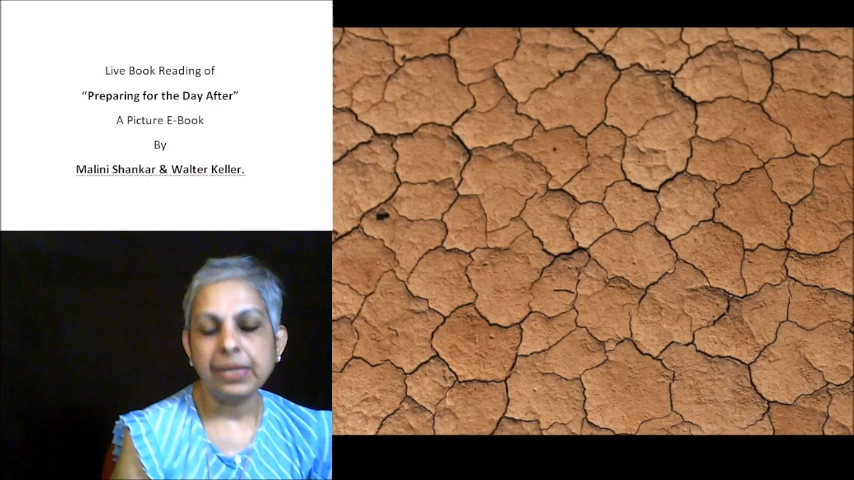 Live Book Reading of
“Preparing for the Day After”
A Picture E-Book
By
Malini Shankar & Walter Keller.